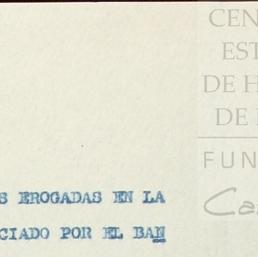 CEN
EST
DE H
DE
FUN
Ca
S EROGADAS EN LA
CIADO POR EL BAN